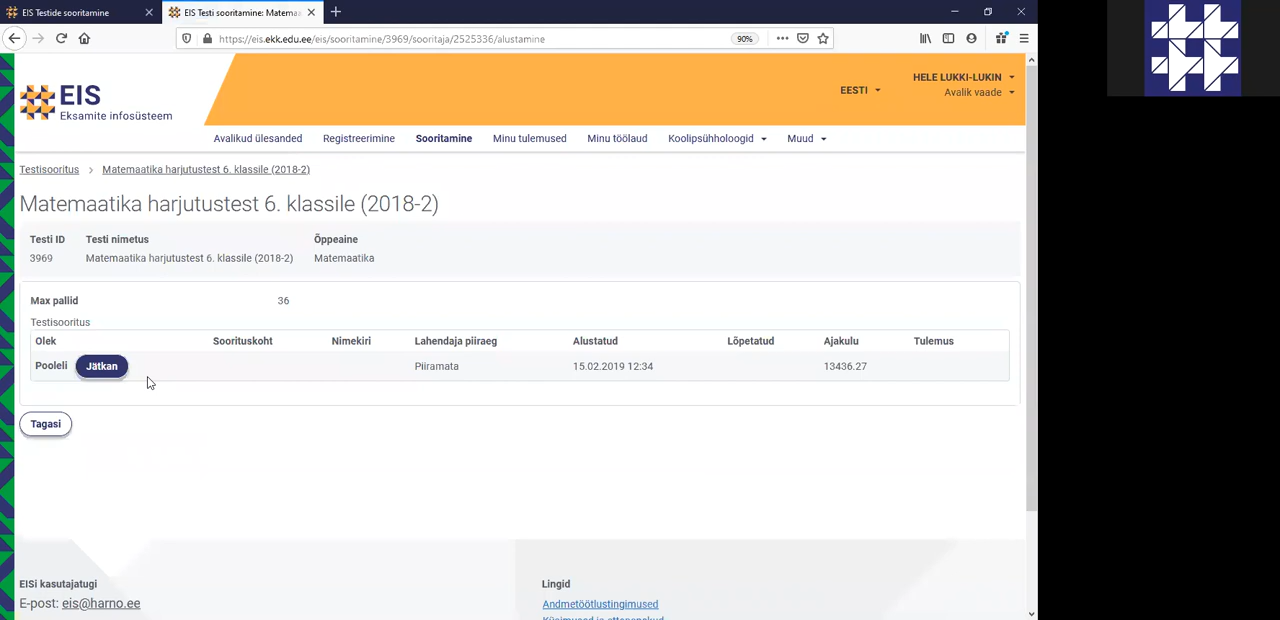 EIS Testide sooritamine
EIS Testi sooritamine: Matema
https://eis.ekk.edu.ee/eis/sooritamine/3969/sooritaja/2525336/alustamine
90%
EIS
Eksamite infosüsteem
EESTI
HELE LUKKI-LUKIN
Avalik vaade
Avalikud ülesanded Registreerimine Sooritamine Minu tulemused Minu töölaud Koolipsühholoogid Muud
Testisooritus > Matemaatika harjutustest 6. klassile (2018-2)
Matemaatika harjutustest 6. klassile (2018-2)
Testi ID Testi nimetus Õppeaine
3969 Matemaatika harjutustest 6. klassile (2018-2) Matemaatika
Max pallid 36
Testisooritus
Olek Soorituskoht Nimekiri Lahendaja piiraeg Alustatud Lõpetatud Ajakulu Tulemus
Pooleli Jätkan Piiramata 15.02.2019 12:34 13436.27
Tagasi
EISi kasutajatugi
E-post: eis@harno.ee
Lingid
Andmetöötlustingimused